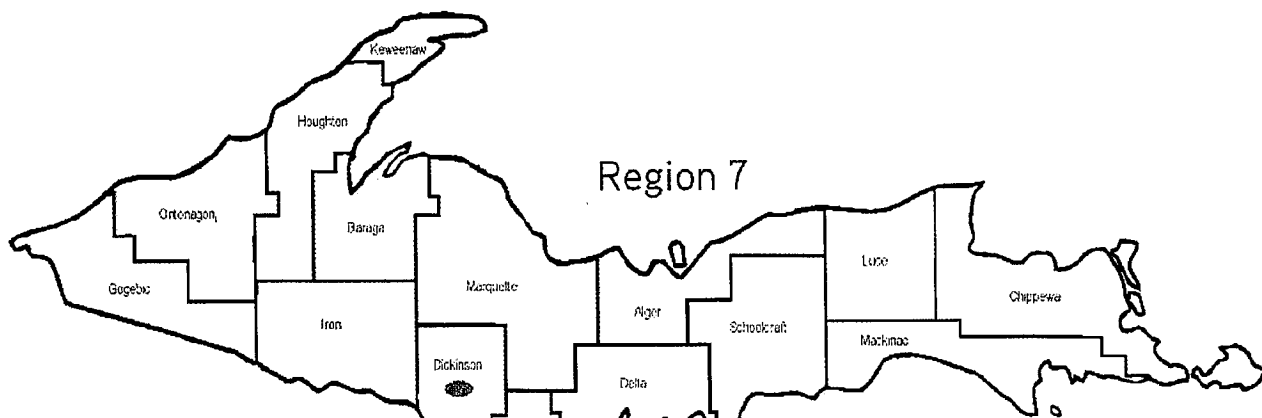 Keweenaw
Houghton
Region 7
Ontonagon
Baraga
Luce
Gogebic
Marquette
Chippewa
Alger
Iron
Schoolcraft
Mackinac
Dickinson
Delta